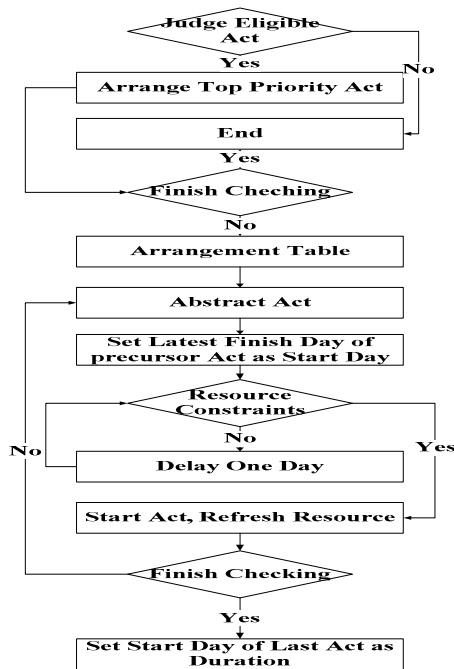 Judge Eligible
Act
Yes
No
Arrange Top Priority Act
End
Yes
Finish Cheching
No
Arrangement Table
Abstract Act
Set Latest Finish Day of
precursor Act as Start Day
Resource
Constraints
No
No
Yes
Delay One Day
Start Act, Refresh Resource
Finish Checking
Yes
Set Start Day of Last Act as
Duration